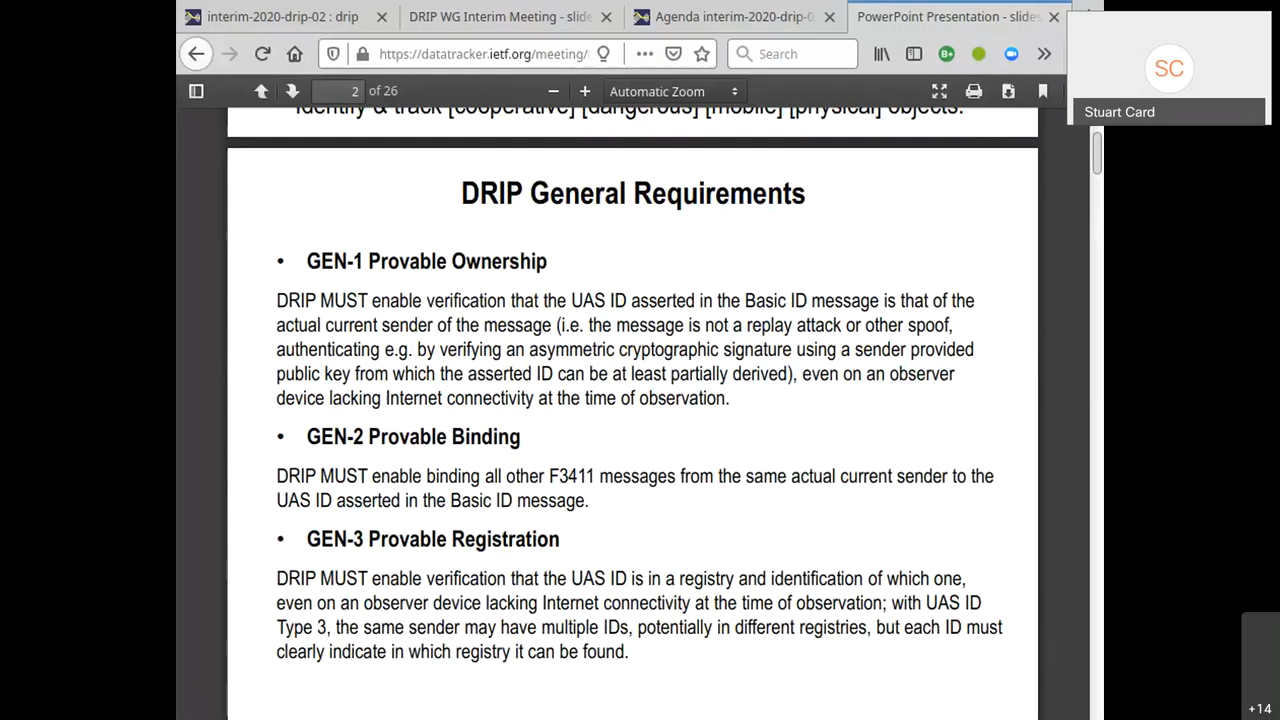 interim-2020-drip-02 : drip
DRIP WG Interim Meeting - slide
Agenda interim-2020-drip-0
PowerPoint Presentation - slides
https://datatracker.ietf.org/meeting/
Search
2 of 26
Automatic Zoom
SC
Stuart Card
Identify & track [cooperative] [dangerous] [mobile] [physical] objects.
DRIP General Requirements
• GEN-1 Provable Ownership
DRIP MUST enable verification that the UAS ID asserted in the Basic ID message is that of the
actual current sender of the message (i.e. the message is not a replay attack or other spoof,
authenticating e.g. by verifying an asymmetric cryptographic signature using a sender provided
public key from which the asserted ID can be at least partially derived), even on an observer
device lacking Internet connectivity at the time of observation.
• GEN-2 Provable Binding
DRIP MUST enable binding all other F3411 messages from the same actual current sender to the
UAS ID asserted in the Basic ID message.
• GEN-3 Provable Registration
DRIP MUST enable verification that the UAS ID is in a registry and identification of which one,
even on an observer device lacking Internet connectivity at the time of observation; with UAS ID
Type 3, the same sender may have multiple IDs, potentially in different registries, but each ID must
clearly indicate in which registry it can be found.
+14